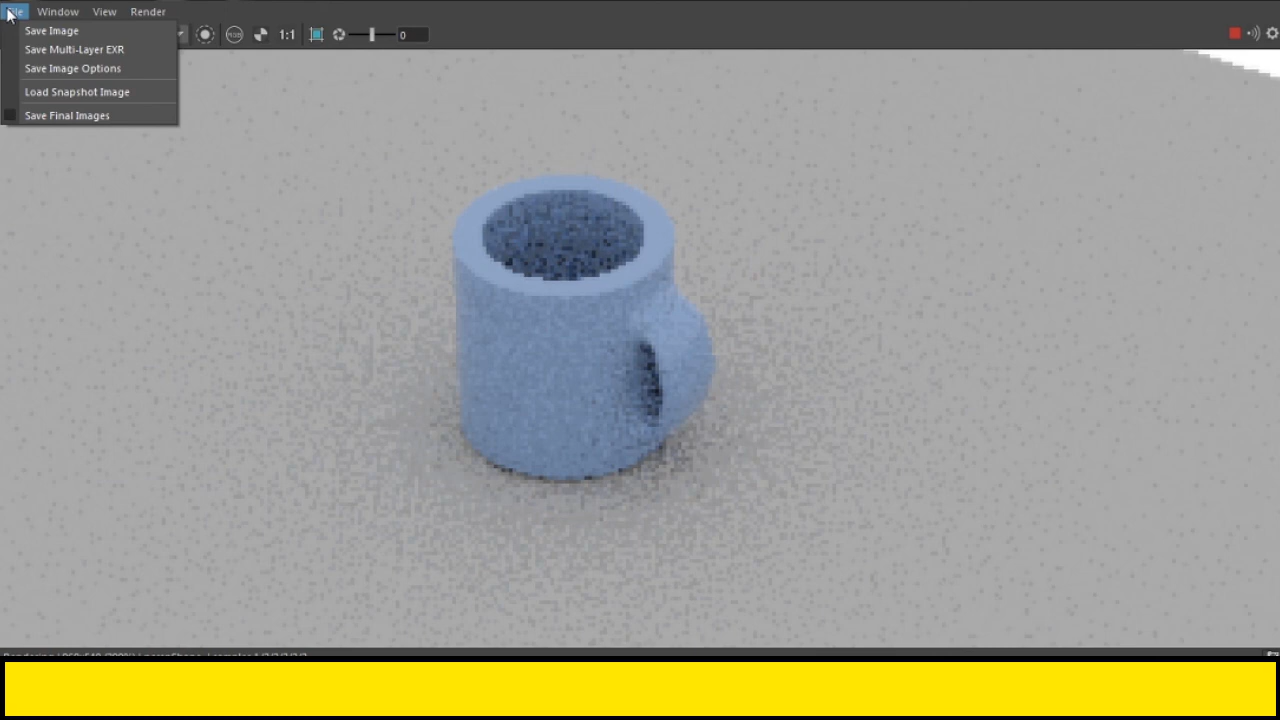 File Window View Render
Save Image
1:1 0
Save Multi-Layer EXR
Save Image Options
Load Snapshot Image
Save Final Images